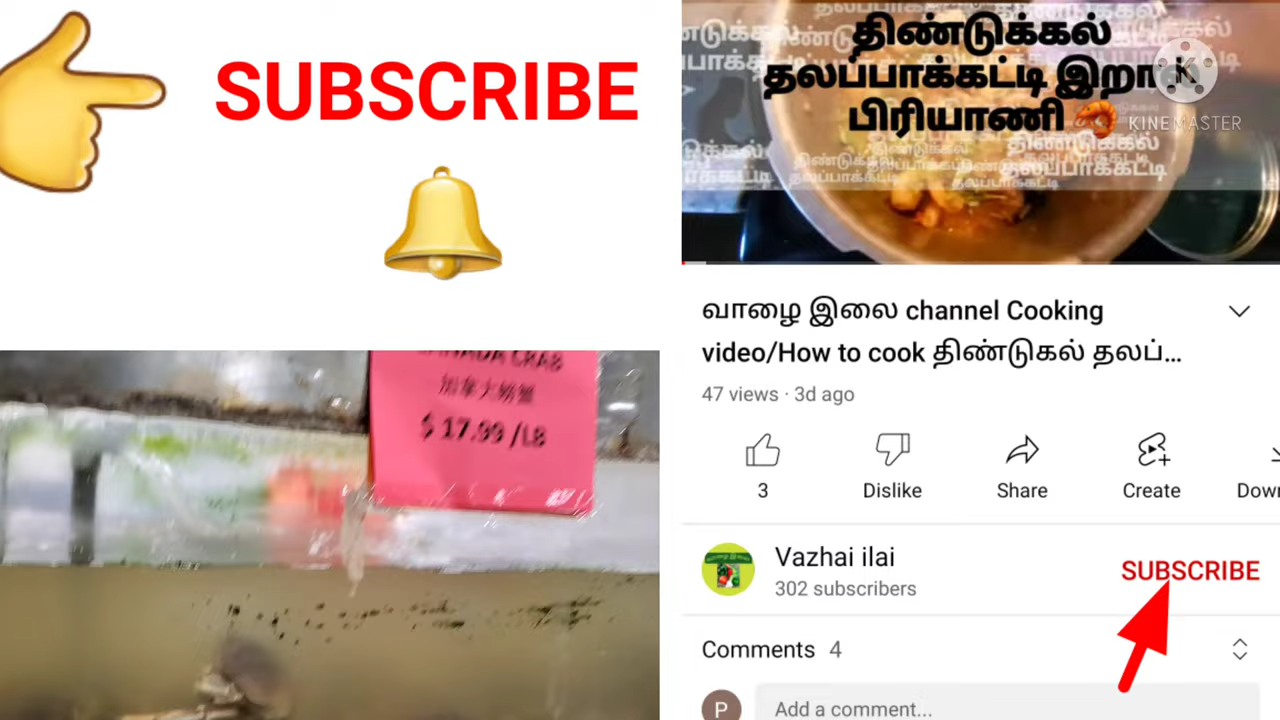 SUBSCRIBE
CANADA CRAB
加拿大螃蟹
$ 17.99 /LB
திண்டுக்கல்
தலப்பாக்கட்டி
பிரியாணி
KINEMASTER
வாழை இலை channel Cooking
video/How to cook திண்டுகல் தலப்...
47 views · 3d ago
3
Dislike
Share
Create
Vazhai ilai
302 subscribers
SUBSCRIBE
Comments 4
P
Add a comment...